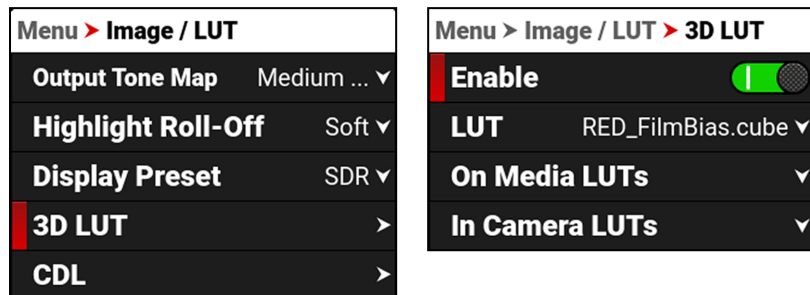 Menu > Image / LUT
Output Tone Map Medium ...
Highlight Roll-Off Soft
Display Preset SDR
3D LUT
CDL
Menu > Image / LUT > 3D LUT
Enable
LUT RED_FilmBias.cube
On Media LUTs
In Camera LUTs